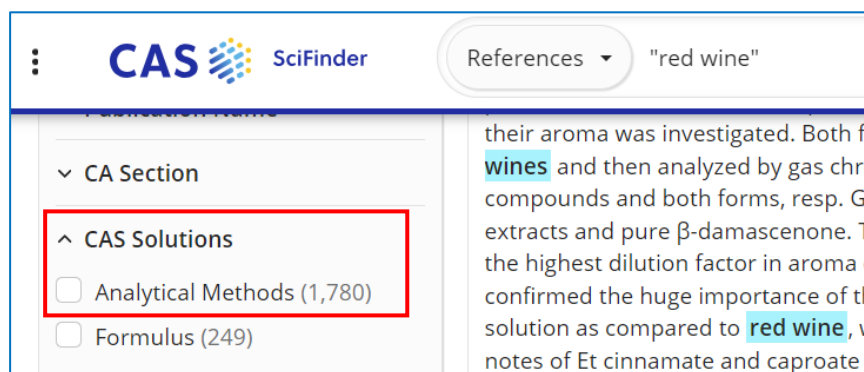 CAS SciFinder
References "red wine"
Publication Name
CA Section
CAS Solutions
Analytical Methods (1,780)
Formulus (249)
their aroma was investigated. Both f
wines and then analyzed by gas chr
compounds and both forms, resp. G
extracts and pure β-damascenone. T
the highest dilution factor in aroma
confirmed the huge importance of th
solution as compared to red wine, w
notes of Et cinnamate and caproate